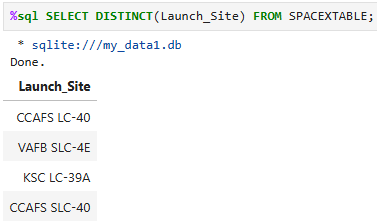 %sql SELECT DISTINCT(Launch_Site) FROM SPACEXTABLE;
* sqlite:///my_data1.db
Done.
Launch_Site
CCAFS LC-40
VAFB SLC-4E
KSC LC-39A
CCAFS SLC-40